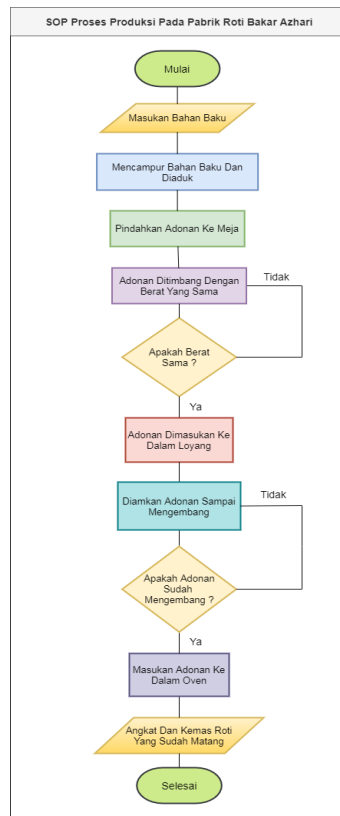 SOP Proses Produksi Pada Pabrik Roti Bakar Azhari
Mulai
Masukan Bahan Baku
Mencampur Bahan Baku Dan
Diaduk
Pindahkan Adonan Ke Meja
Adonan Ditimbang Dengan
Berat Yang Sama
Tidak
Apakah Berat
Sama ?
Ya
Adonan Dimasukan Ke
Dalam Loyang
Diamkan Adonan Sampai
Mengembang
Tidak
Apakah Adonan
Sudah
Mengembang ?
Ya
Masukan Adonan Ke
Dalam Oven
Angkat Dan Kemas Roti
Yang Sudah Matang
Selesai